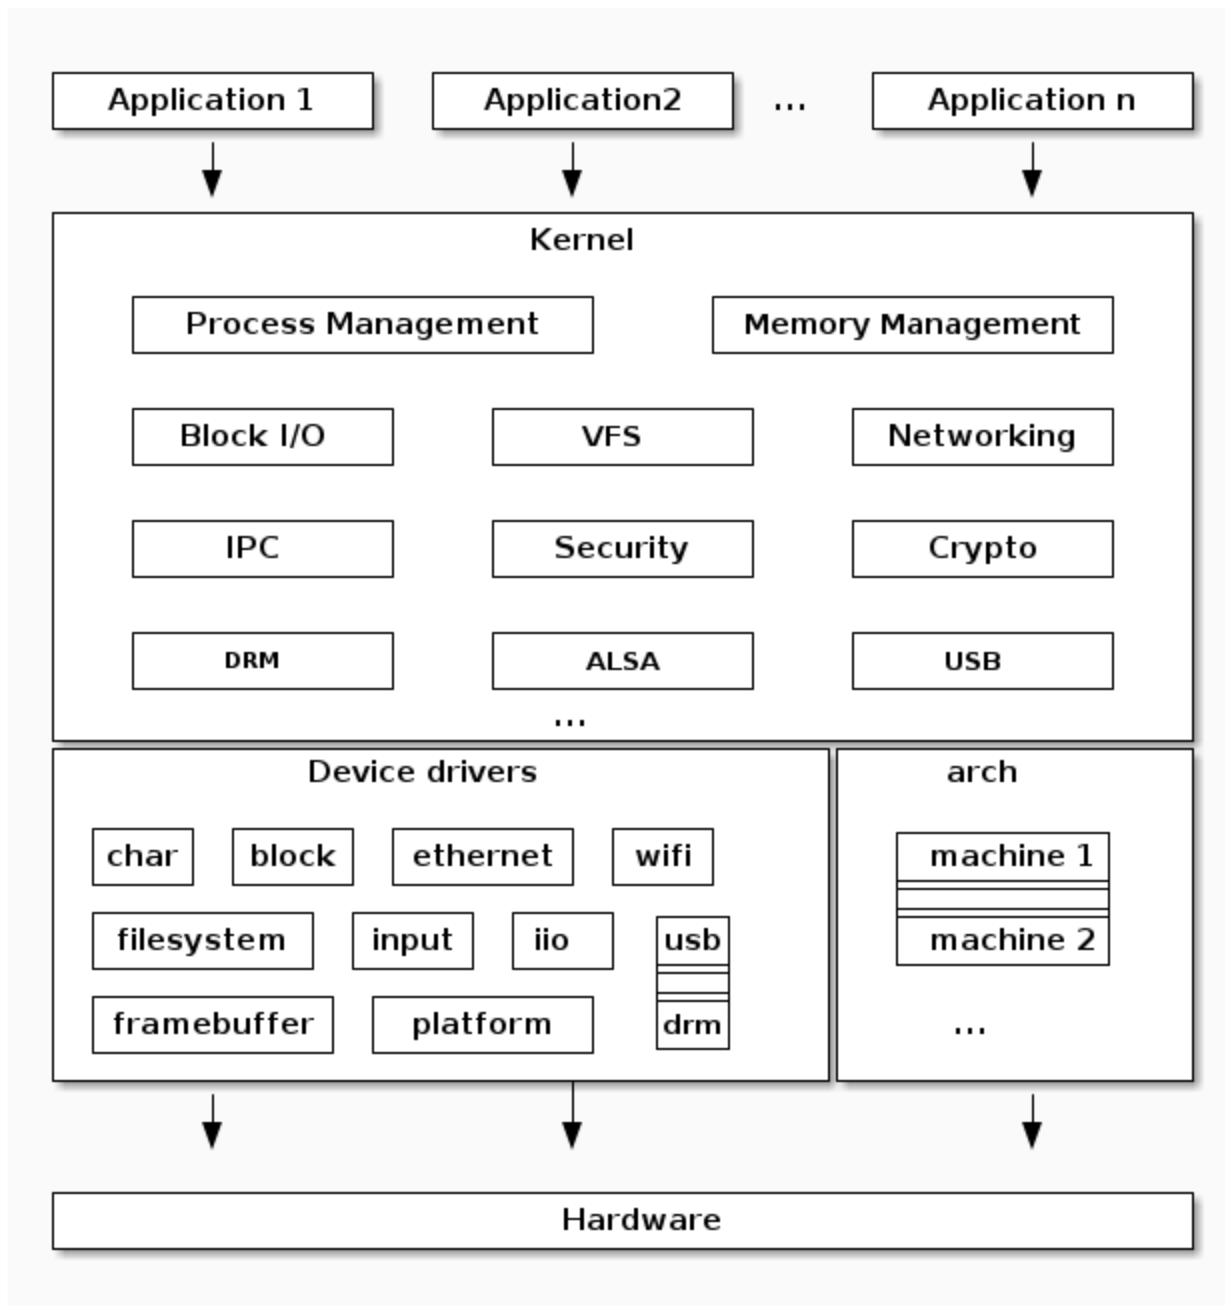 Application 1 Application2 ... Application n
Kernel
Process Management Memory Management
Block I/O VFS Networking
IPC Security Crypto
DRM ALSA USB
...
Device drivers
char block ethernet wifi
filesystem input iio usb
framebuffer platform drm
arch
machine 1
machine 2
...
Hardware